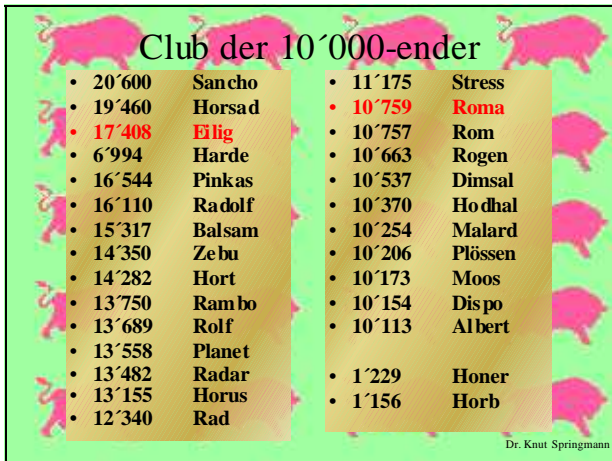 Club der 10´000-ender
• 20´600 Sancho
• 19´460 Horsad
• 17´408 Eilig
• 6´994 Harde
• 16´544 Pinkas
• 16´110 Radolf
• 15´317 Balsam
• 14´350 Zebu
• 14´282 Hort
• 13´750 Rambo
• 13´689 Rolf
• 13´558 Planet
• 13´482 Radar
• 13´155 Horus
• 12´340 Rad
• 11´175 Stress
• 10´759 Roma
• 10´757 Rom
• 10´663 Rogen
• 10´537 Dimsal
• 10´370 Hodhal
• 10´254 Malard
• 10´206 Plössen
• 10´173 Moos
• 10´154 Dispo
• 10´113 Albert
• 1´229 Honer
• 1´156 Horb
Dr. Knut Springmann